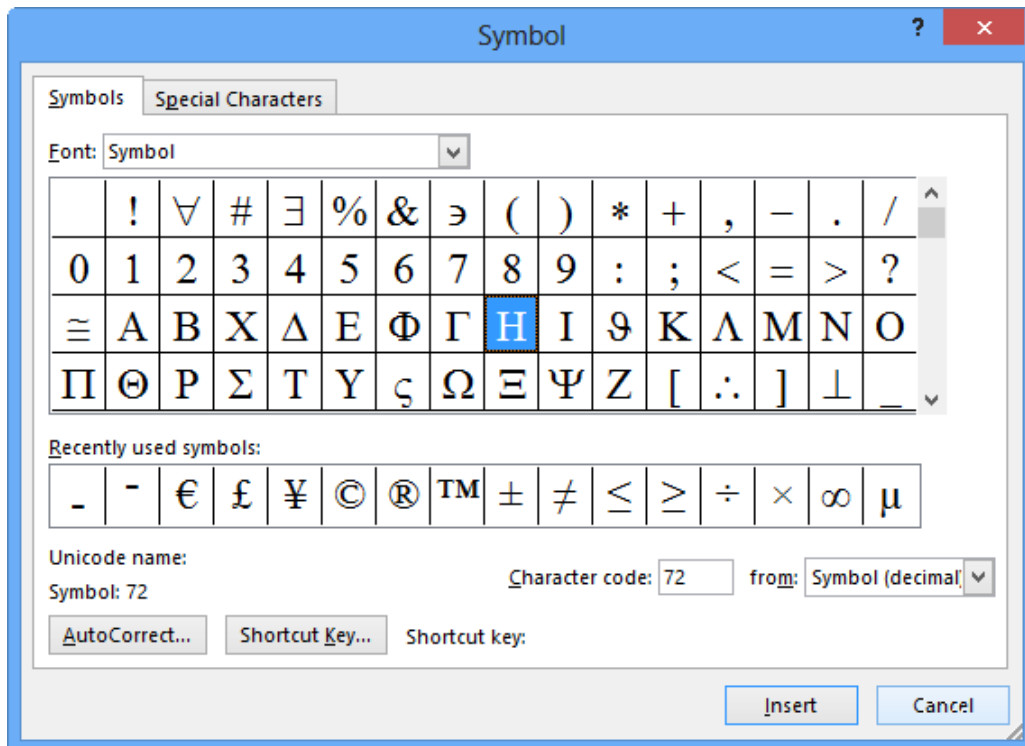 Symbol
? ×
Symbols Special Characters
Font: Symbol
! ∀ # ∃ % & ϶ ( ) * + , − . /
0 1 2 3 4 5 6 7 8 9 : ; < = > ?
≅ Α Β Χ Δ Ε Φ Γ Η Ι ϑ Κ Λ Μ Ν Ο
Π Θ Ρ Σ Τ Υ ς Ω Ξ Ψ Ζ [ ∴ ] ⊥ _
Recently used symbols:
- ‐ € £ ¥ © ® ™ ± ≠ ≤ ≥ ÷ × ∞ µ
Unicode name:
Symbol: 72
Character code: 72 from: Symbol (decimal)
AutoCorrect... Shortcut Key... Shortcut key:
Insert Cancel